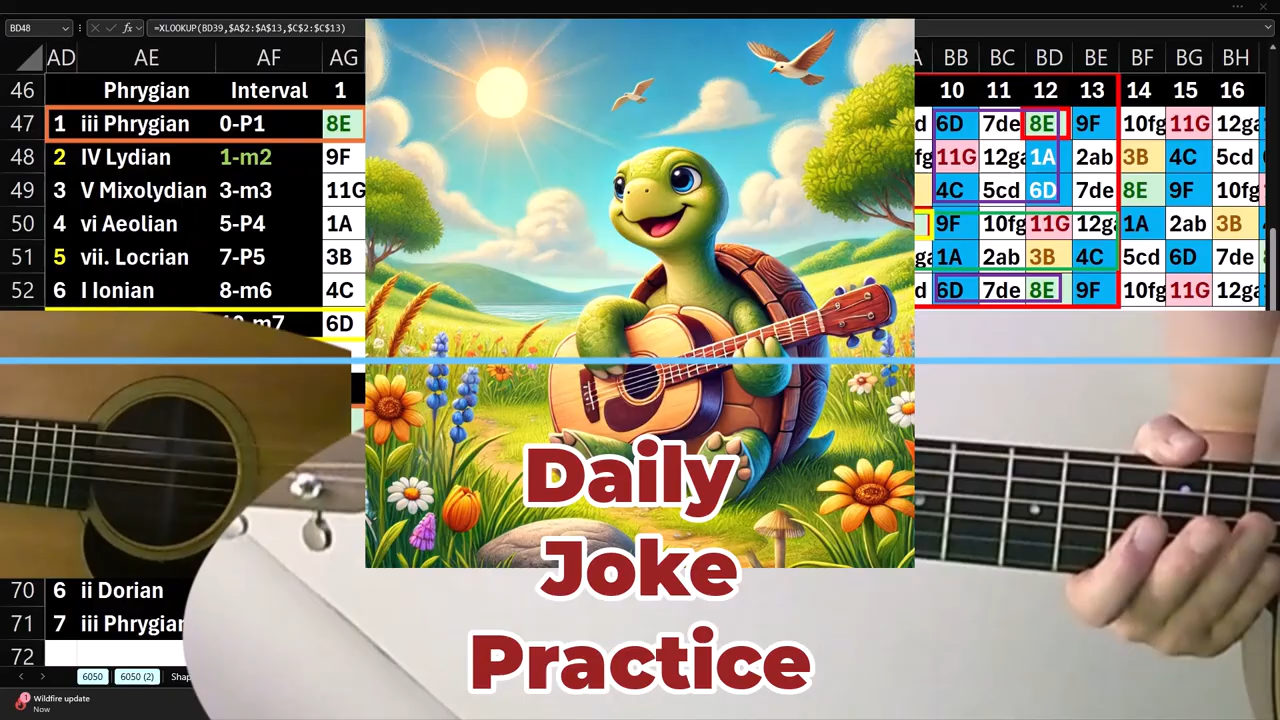 BD48 fx =XLOOKUP(BD39,$A$2:$A$13,$C$2:$C$13)
AD AE AF AG BB BC BD BE BF BG BH
46 Phrygian Interval 1 10 11 12 13 14 15 16
47 1 iii Phrygian 0-P1 8E 6D 7de 8E 9F 10fg 11G 12ga
48 2 IV Lydian 1-m2 9F 11G 12ga 1A 2ab 3B 4C 5cd
49 3 V Mixolydian 3-m3 11G 4C 5cd 6D 7de 8E 9F 10fg
50 4 vi Aeolian 5-P4 1A 9F 10fg 11G 12ga 1A 2ab 3B
51 5 vii. Locrian 7-P5 3B 1A 2ab 3B 4C 5cd 6D 7de
52 6 I Ionian 8-m6 4C 6D 7de 8E 9F 10fg 11G 12ga
6D
Daily
Joke
Practice
70 6 ii Dorian
71 7 iii Phrygian
72
6050 6050 (2) Shap
1 Wildfire update
Now